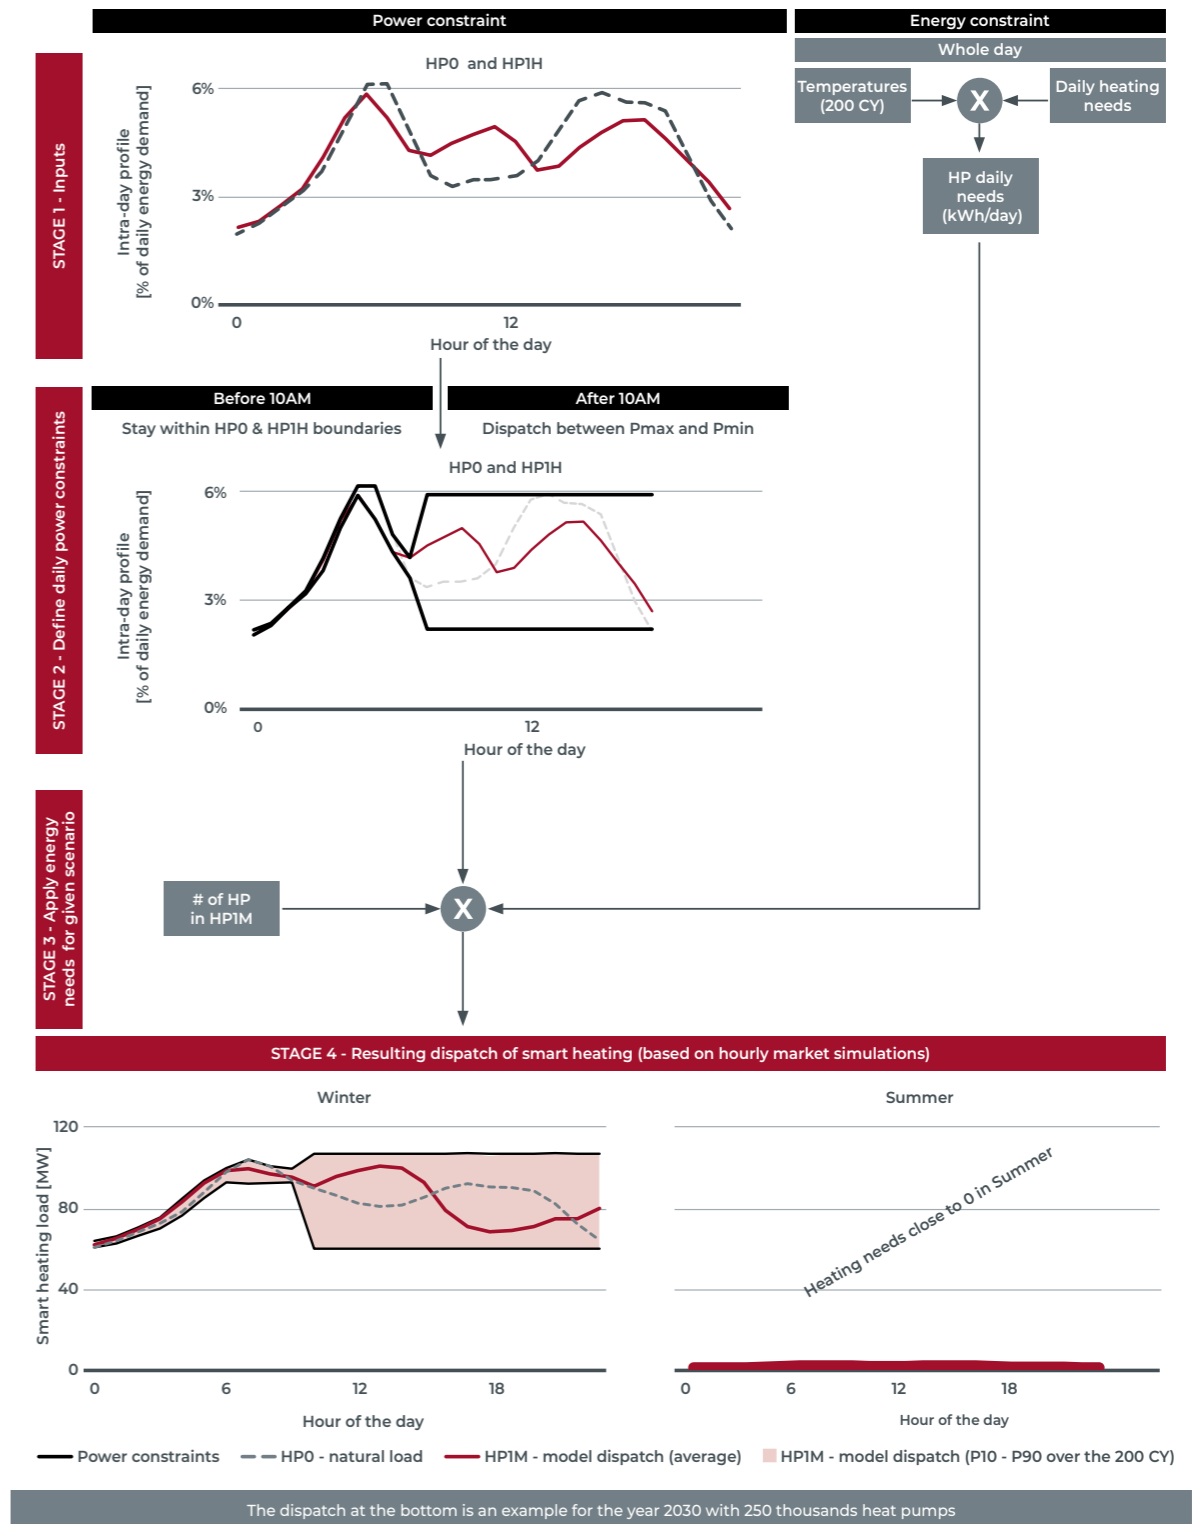 Power constraint
Energy constraint
Whole day
STAGE 1 - Inputs
HP0 and HP1H
Intra-day profile
[% of daily energy demand]
6%
3%
0%
0
12
Hour of the day
Temperatures
(200 CY)
X
Daily heating
needs
HP daily
needs
(kWh/day)
STAGE 2 - Define daily power constraints
Before 10AM
After 10AM
Stay within HP0 & HP1H boundaries
Dispatch between Pmax and Pmin
HP0 and HP1H
Intra-day profile
[% of daily energy demand]
6%
3%
0%
0
12
Hour of the day
STAGE 3 - Apply energy
needs for given scenario
# of HP
in HP1M
X
STAGE 4 - Resulting dispatch of smart heating (based on hourly market simulations)
Winter
Smart heating load [MW]
120
80
40
0
0
6
12
18
Hour of the day
Summer
Heating needs close to 0 in Summer
0
6
12
18
Hour of the day
Power constraints
HP0 - natural load
HP1M - model dispatch (average)
HP1M - model dispatch (P10 - P90 over the 200 CY)
The dispatch at the bottom is an example for the year 2030 with 250 thousands heat pumps